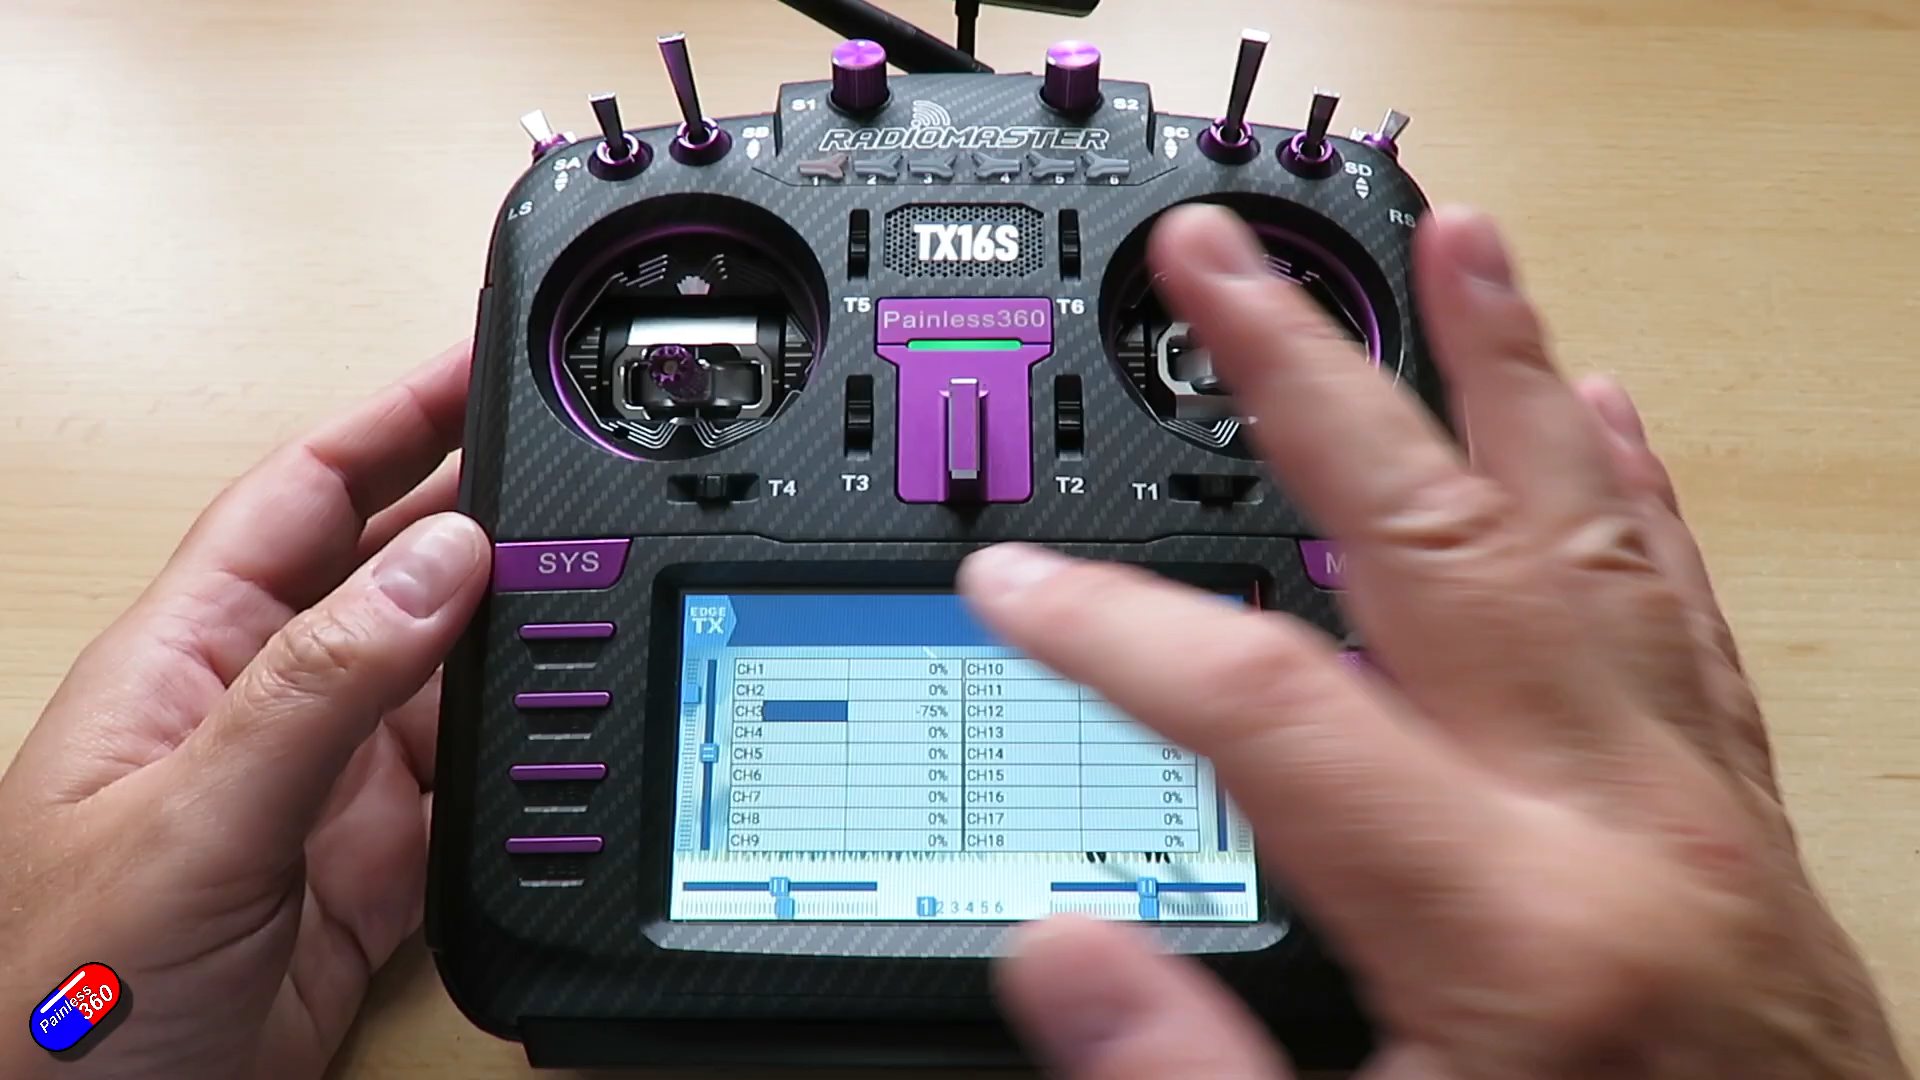 S1
S2
RADIOMASTER
SA
SB
SC
SD
1 2 3 4 5 6
LS
RS
TX16S
T5
T6
Painless360
T4
T3
T2
T1
SYS
M
EDGE
TX
CH1 0% CH10
CH2 0% CH11
CH3 -75% CH12
CH4 0% CH13
CH5 0% CH14 0%
CH6 0% CH15 0%
CH7 0% CH16 0%
CH8 0% CH17 0%
CH9 0% CH18 0%
1 2 3 4 5 6
Painless
360